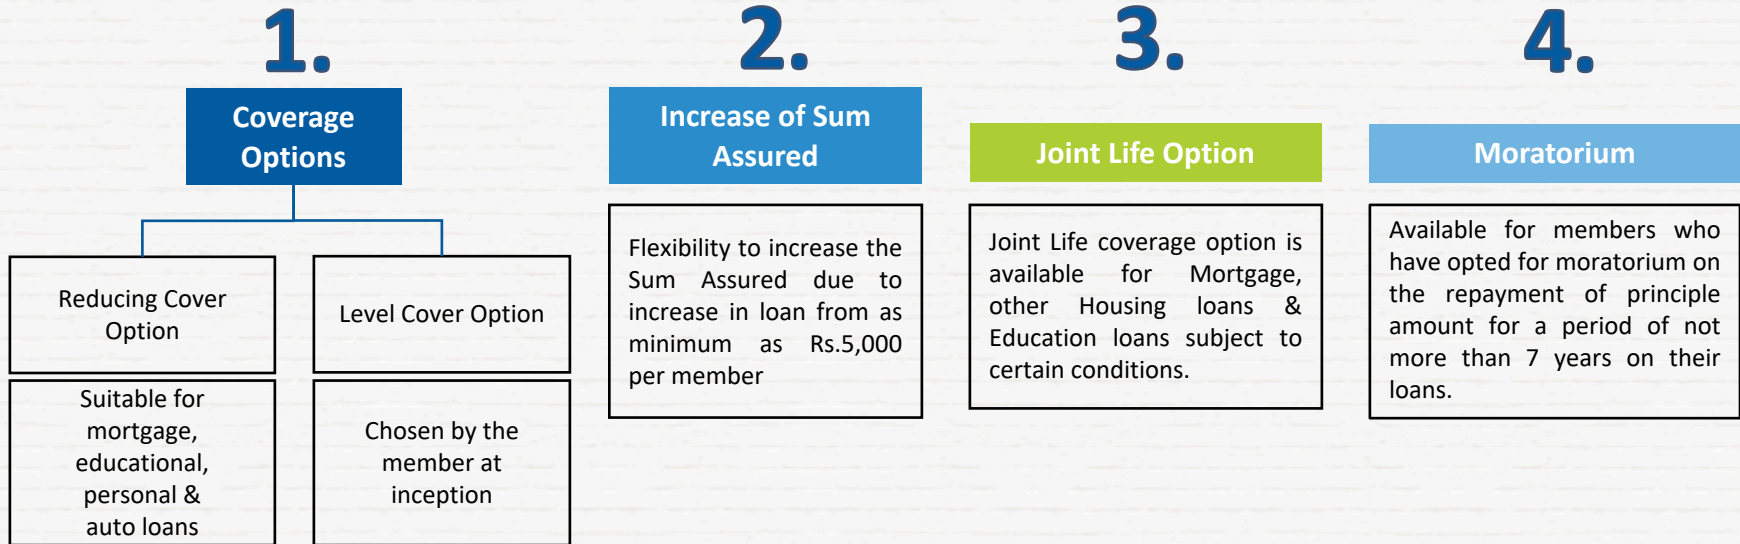 1.
Coverage
Options
Reducing Cover
Option
Suitable for
mortgage,
educational,
personal &
auto loans
Level Cover Option
Chosen by the
member at
inception
2.
Increase of Sum
Assured
Flexibility to increase the
Sum Assured due to
increase in loan from as
minimum as Rs.5,000
per member
3.
Joint Life Option
Joint Life coverage option is
available for Mortgage,
other Housing loans &
Education loans subject to
certain conditions.
4.
Moratorium
Available for members who
have opted for moratorium on
the repayment of principle
amount for a period of not
more than 7 years on their
loans.